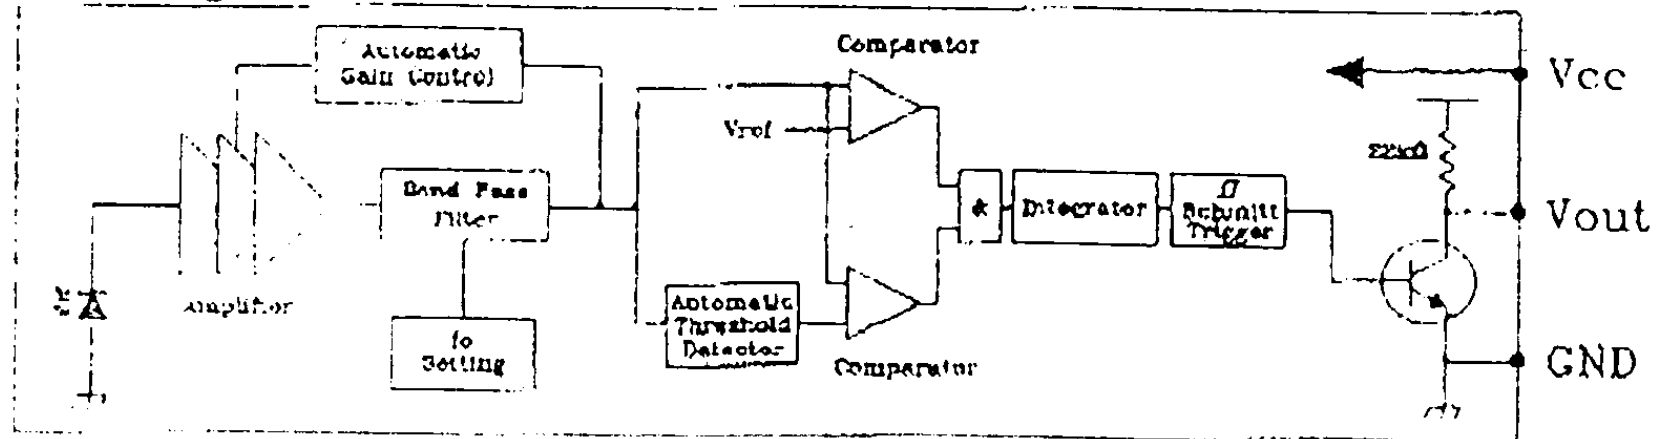 Automatic
Gain Control
Comparator
Vcc
Vref
22kΩ
Band Pass
Filter
&
Integrator
Schmitt
Trigger
Vout
Amplifier
fo
Setting
Automatic
Threshold
Detector
Comparator
GND